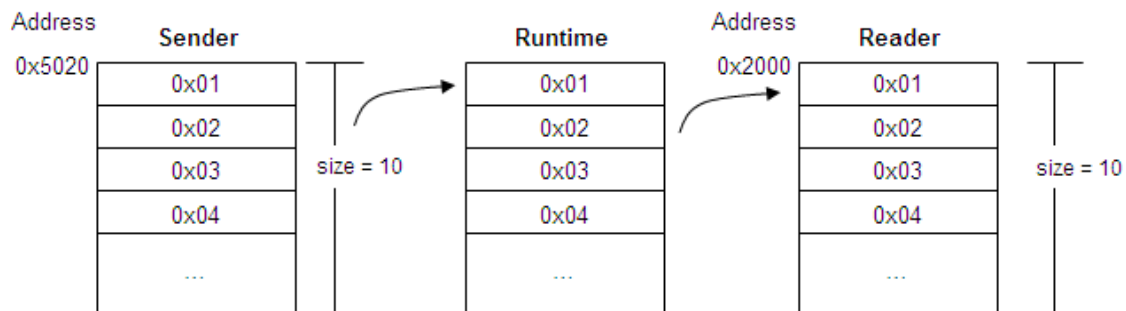 Address
Sender
Runtime
Address
Reader
0x5020
0x2000
0x01
0x01
0x01
0x02
0x02
0x02
0x03
size = 10
0x03
0x03
size = 10
0x04
0x04
0x04
...
...
...